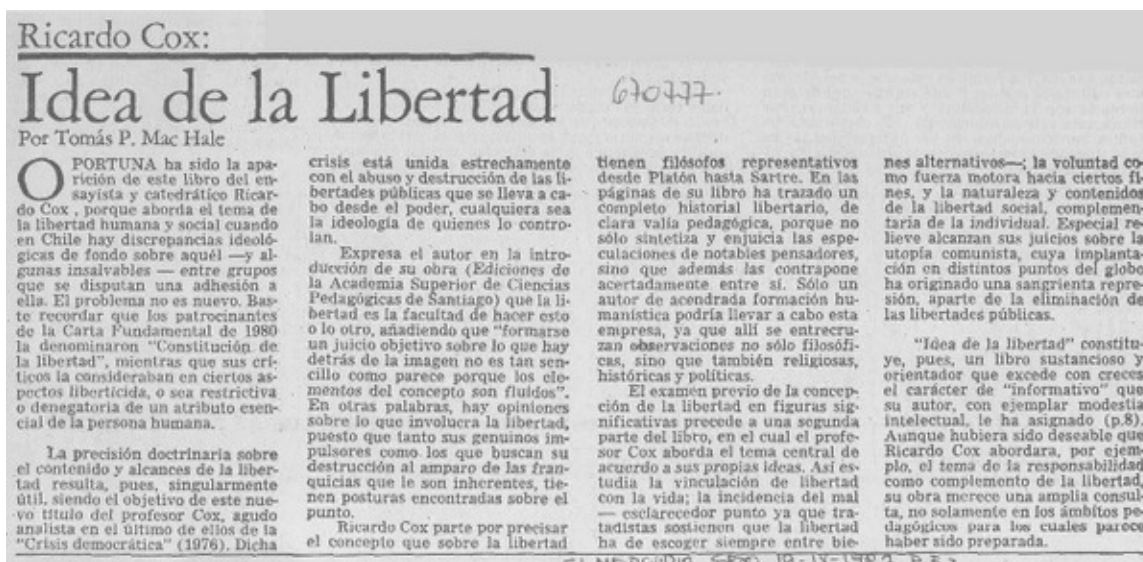 Ricardo Cox:
Idea de la Libertad
670777.
Por Tomás P. Mac Hale
OPORTUNA ha sido la apa-
rición de este libro del en-
sayista y catedrático Ricar-
do Cox , porque aborda el tema de
la libertad humana y social cuando
en Chile hay discrepancias ideoló-
gicas de fondo sobre aquél —y al-
gunas insalvables — entre grupos
que se disputan una adhesión a
ella. El problema no es nuevo. Bas-
te recordar que los patrocinantes
de la Carta Fundamental de 1980
la denominaron "Constitución de
la libertad", mientras que sus crí-
ticos la consideraban en ciertos as-
pectos liberticida, o sea restrictiva
o denegatoria de un atributo esen-
cial de la persona humana.
La precisión doctrinaria sobre
el contenido y alcances de la liber-
tad resulta, pues, singularmente
útil, siendo el objetivo de este nue-
vo título del profesor Cox, agudo
analista en el último de ellos de la
"Crisis democrática" (1976). Dicha
crisis está unida estrechamente
con el abuso y destrucción de las li-
bertades públicas que se lleva a ca-
bo desde el poder, cualquiera sea
la ideología de quienes lo contro-
lan.
Expresa el autor en la intro-
ducción de su obra (Ediciones de
la Academia Superior de Ciencias
Pedagógicas de Santiago) que la li-
bertad es la facultad de hacer esto
o lo otro, añadiendo que "formarse
un juicio objetivo sobre lo que hay
detrás de la imagen no es tan sen-
cillo como parece porque los ele-
mentos del concepto son fluidos".
En otras palabras, hay opiniones
sobre lo que involucra la libertad,
puesto que tanto sus genuinos im-
pulsores como los que buscan su
destrucción al amparo de las fran-
quicias que le son inherentes, tie-
nen posturas encontradas sobre el
punto.
Ricardo Cox parte por precisar
el concepto que sobre la libertad
tienen filósofos representativos
desde Platón hasta Sartre. En las
páginas de su libro ha trazado un
completo historial libertario, de
clara valía pedagógica, porque no
sólo sintetiza y enjuicia las espe-
culaciones de notables pensadores,
sino que además las contrapone
acertadamente entre sí. Sólo un
autor de acendrada formación hu-
manística podría llevar a cabo esta
empresa, ya que allí se entrecru-
zan observaciones no sólo filosófi-
cas, sino que también religiosas,
históricas y políticas.
El examen previo de la concep-
ción de la libertad en figuras sig-
nificativas precede a una segunda
parte del libro, en el cual el profe-
sor Cox aborda el tema central de
acuerdo a sus propias ideas. Así es-
tudia la vinculación de libertad
con la vida; la incidencia del mal
— esclarecedor punto ya que tra-
tadistas sostienen que la libertad
ha de escoger siempre entre bie-
nes alternativos—; la voluntad co-
mo fuerza motora hacia ciertos fi-
nes, y la naturaleza y contenidos
de la libertad social, complemen-
taria de la individual. Especial re-
lieve alcanzan sus juicios sobre la
utopía comunista, cuya implanta-
ción en distintos puntos del globo
ha originado una sangrienta repre-
sión, aparte de la eliminación de
las libertades públicas.
"Idea de la libertad" constitu-
ye, pues, un libro sustancioso y
orientador que excede con creces
el carácter de "informativo" que
su autor, con ejemplar modestia
intelectual, le ha asignado (p.8).
Aunque hubiera sido deseable que
Ricardo Cox abordara, por ejem-
plo, el tema de la responsabilidad
como complemento de la libertad,
su obra merece una amplia consul-
ta, no solamente en los ámbitos pe-
dagógicos para los cuales parece
haber sido preparada.